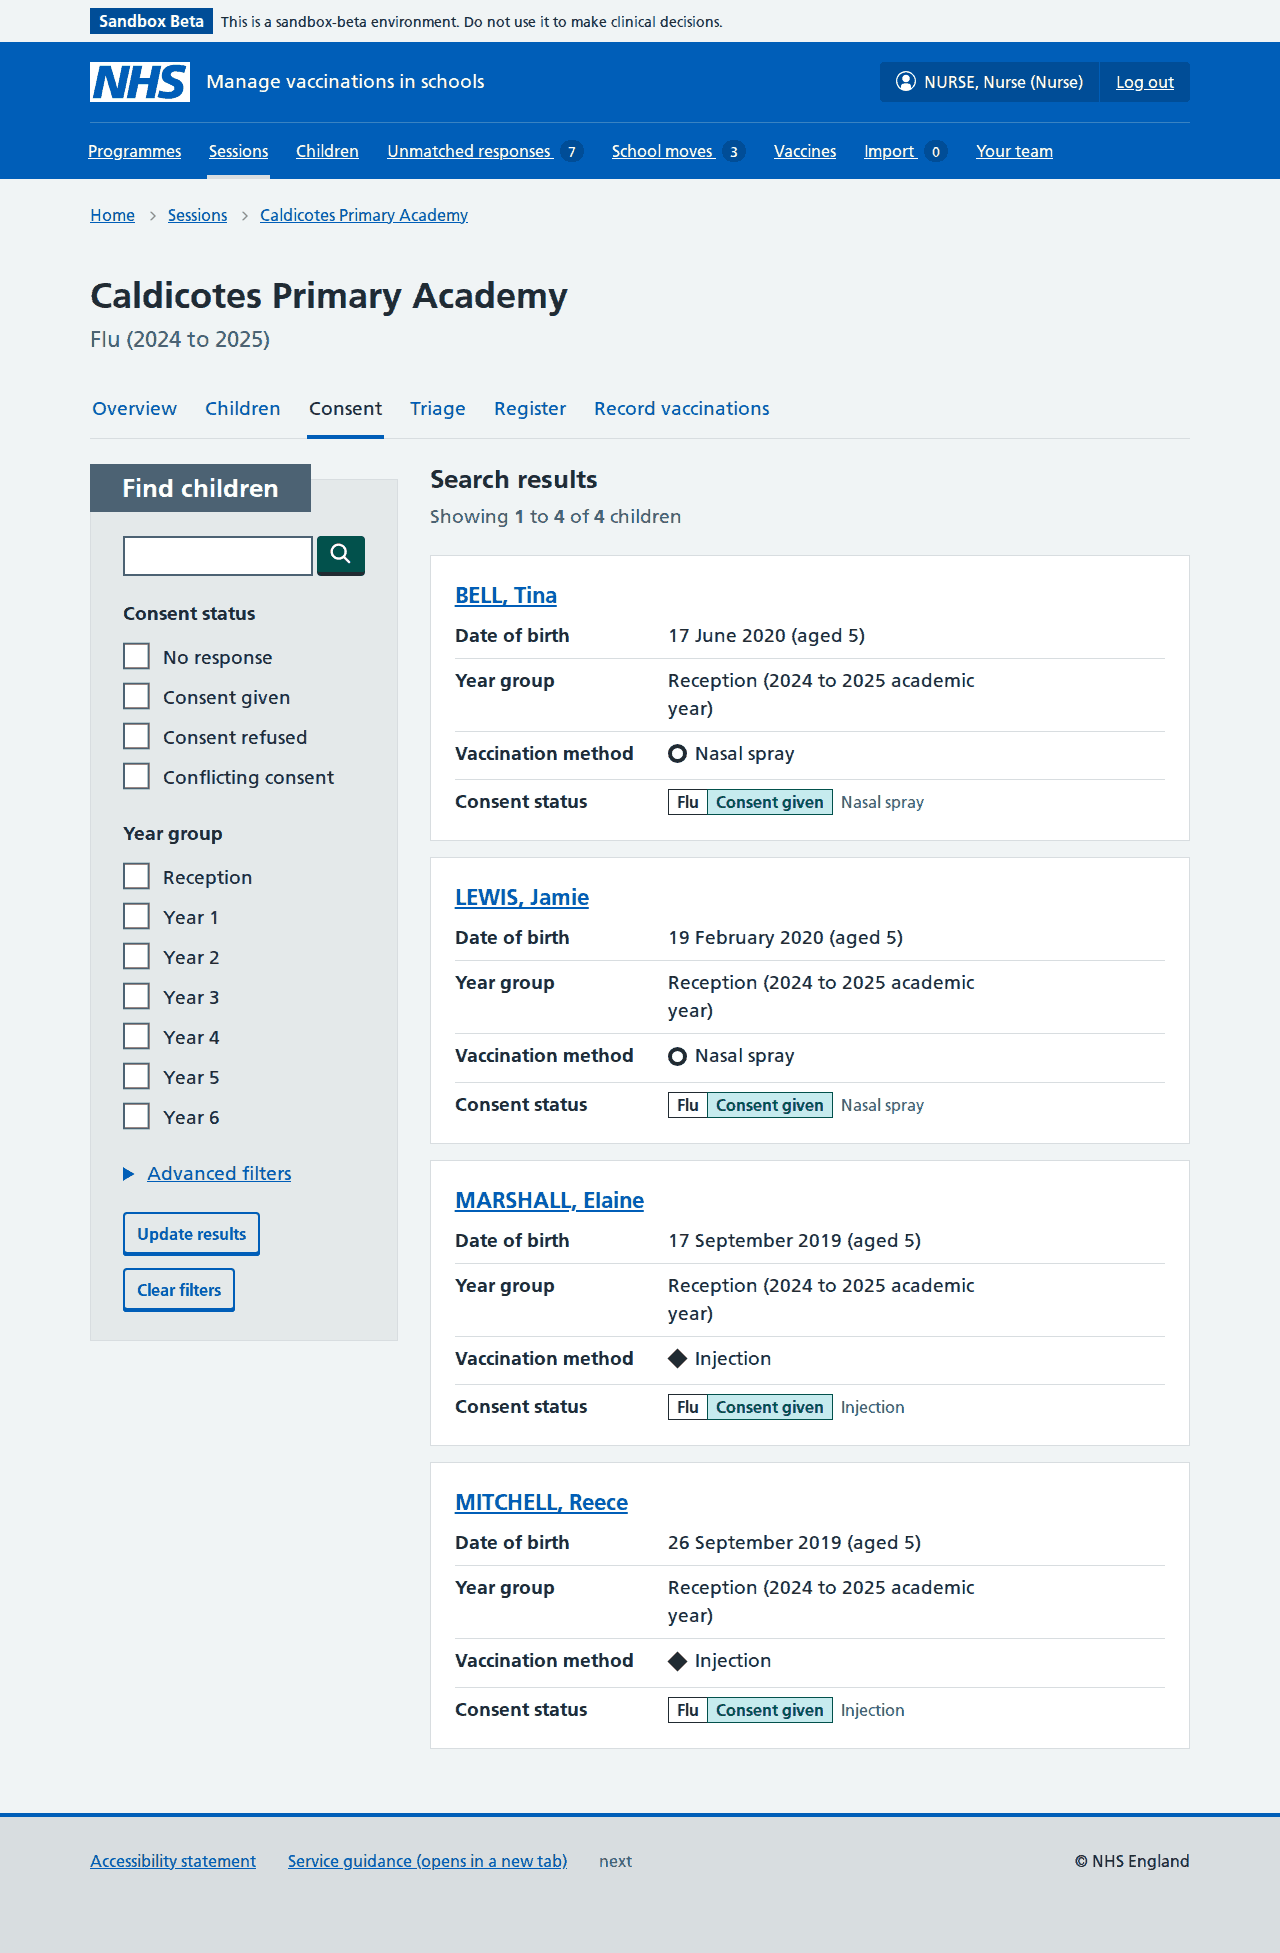 Sandbox Beta This is a sandbox-beta environment. Do not use it to make clinical decisions.
NHS Manage vaccinations in schools NURSE, Nurse (Nurse) Log out
Programmes Sessions Children Unmatched responses 7 School moves 3 Vaccines Import 0 Your team
Home Sessions Caldicotes Primary Academy
Caldicotes Primary Academy
Flu (2024 to 2025)
Overview Children Consent Triage Register Record vaccinations
Find children
Consent status
No response
Consent given
Consent refused
Conflicting consent
Year group
Reception
Year 1
Year 2
Year 3
Year 4
Year 5
Year 6
Advanced filters
Update results
Clear filters
Search results
Showing 1 to 4 of 4 children
BELL, Tina
Date of birth 17 June 2020 (aged 5)
Year group Reception (2024 to 2025 academic
year)
Vaccination method Nasal spray
Consent status Flu Consent given Nasal spray
LEWIS, Jamie
Date of birth 19 February 2020 (aged 5)
Year group Reception (2024 to 2025 academic
year)
Vaccination method Nasal spray
Consent status Flu Consent given Nasal spray
MARSHALL, Elaine
Date of birth 17 September 2019 (aged 5)
Year group Reception (2024 to 2025 academic
year)
Vaccination method Injection
Consent status Flu Consent given Injection
MITCHELL, Reece
Date of birth 26 September 2019 (aged 5)
Year group Reception (2024 to 2025 academic
year)
Vaccination method Injection
Consent status Flu Consent given Injection
Accessibility statement Service guidance (opens in a new tab) next © NHS England